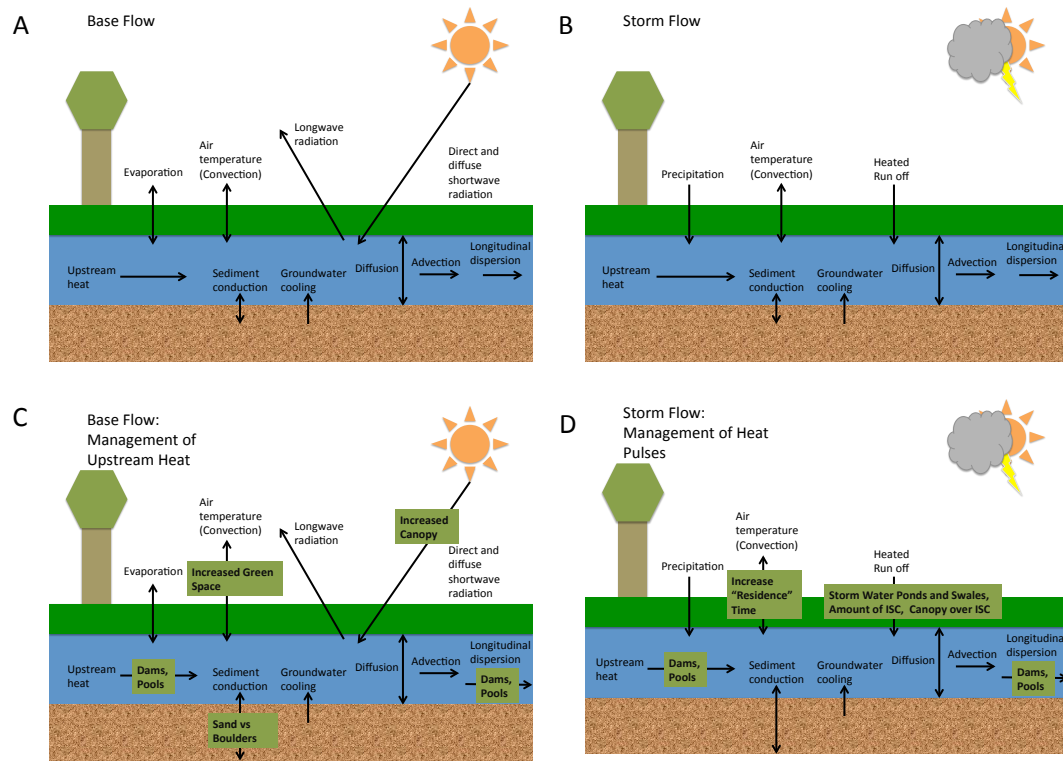 A
Base Flow
Longwave
radiation
Air
temperature
(Convection)
Evaporation
Direct and
diffuse
shortwave
radiation
Upstream
heat
Sediment
conduction
Groundwater
cooling
Diffusion
Advection
Longitudinal
dispersion
B
Storm Flow
Precipitation
Air
temperature
(Convection)
Heated
Run off
Upstream
heat
Sediment
conduction
Groundwater
cooling
Diffusion
Advection
Longitudinal
dispersion
C
Base Flow:
Management of
Upstream Heat
Air
temperature
(Convection)
Longwave
radiation
Increased
Canopy
Evaporation
Increased Green
Space
Direct and
diffuse
shortwave
radiation
Upstream
heat
Dams,
Pools
Sediment
conduction
Groundwater
cooling
Diffusion
Advection
Longitudinal
dispersion
Dams,
Pools
Sand vs
Boulders
D
Storm Flow:
Management of Heat
Pulses
Air
temperature
(Convection)
Precipitation
Heated
Run off
Increase
“Residence”
Time
Storm Water Ponds and Swales,
Amount of ISC, Canopy over ISC
Upstream
heat
Dams,
Pools
Sediment
conduction
Groundwater
cooling
Diffusion
Advection
Longitudinal
dispersion
Dams,
Pools